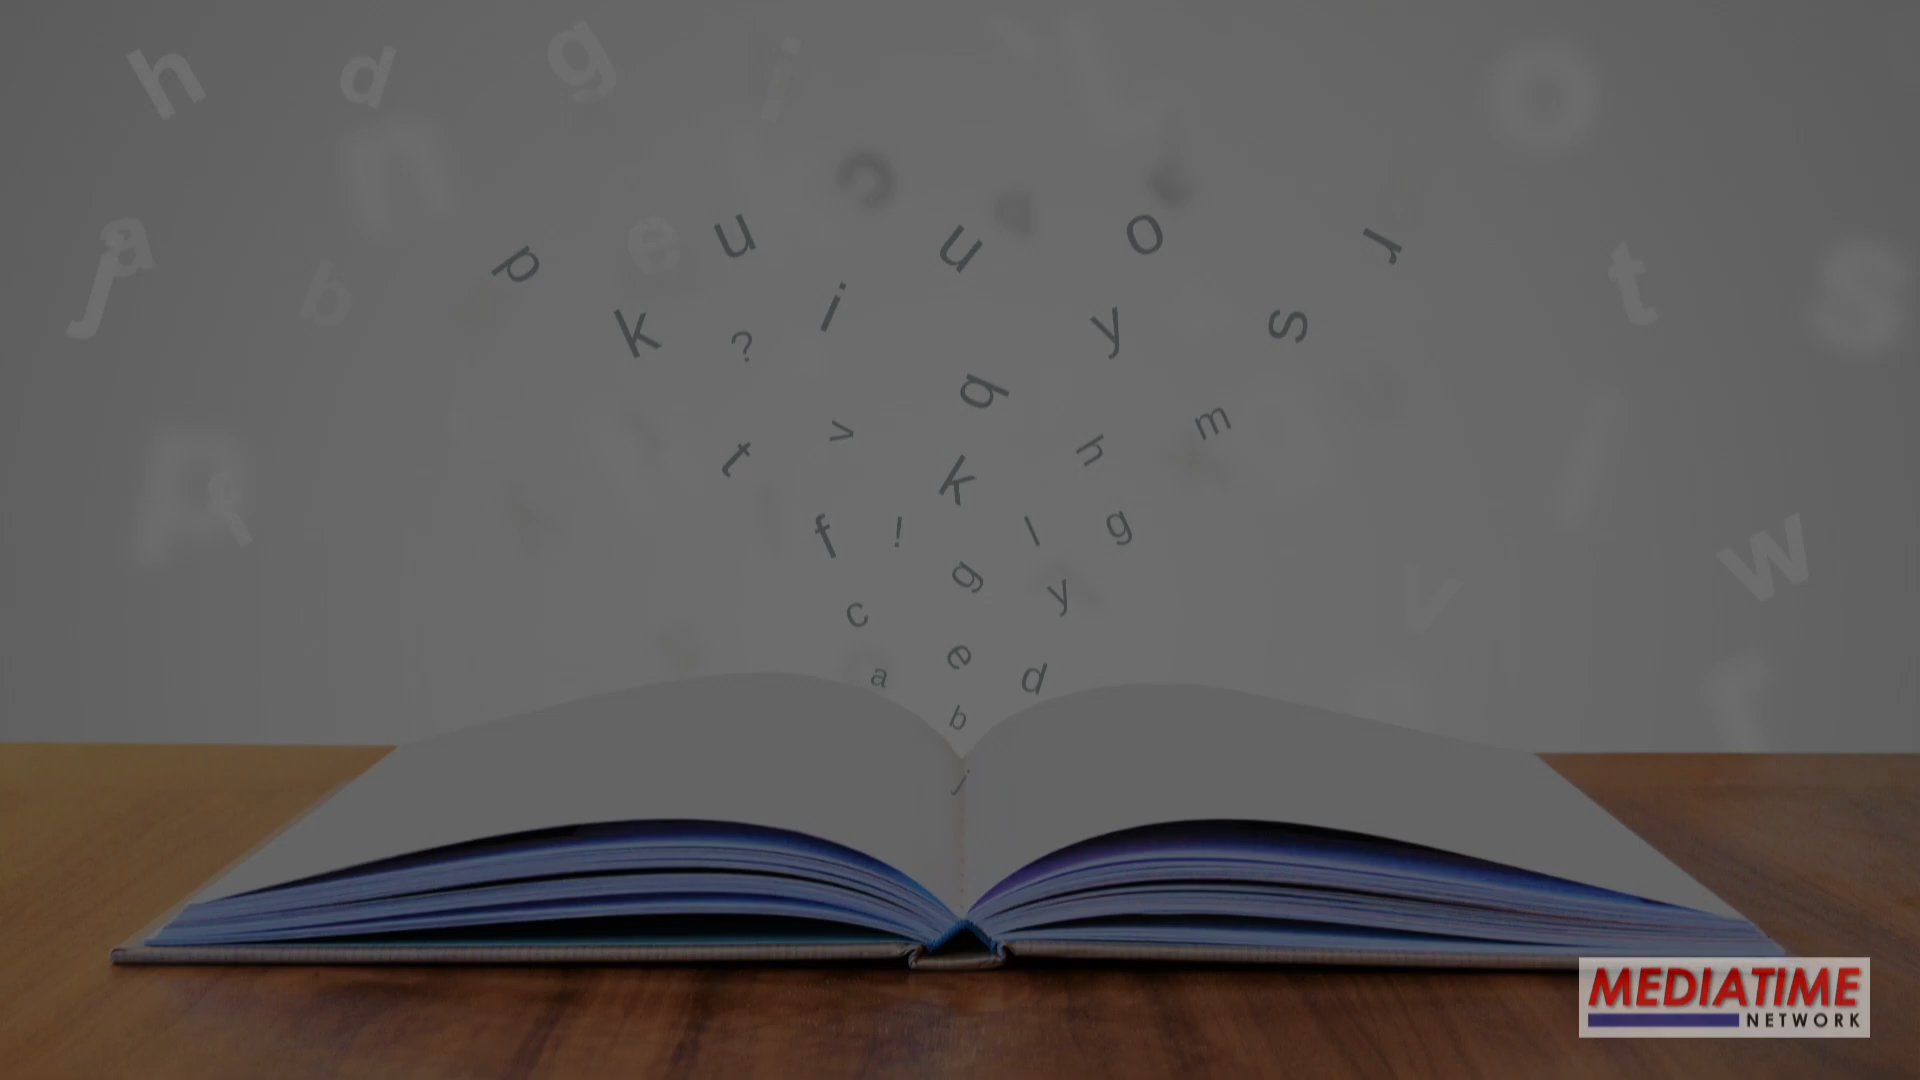 h d g i
o
n
j a b e
p u u o r
t s
k ? i y s
q
t v h m
k
f ! l g
w
g y v
c
e
a d
b
j
MEDIATIME
NETWORK